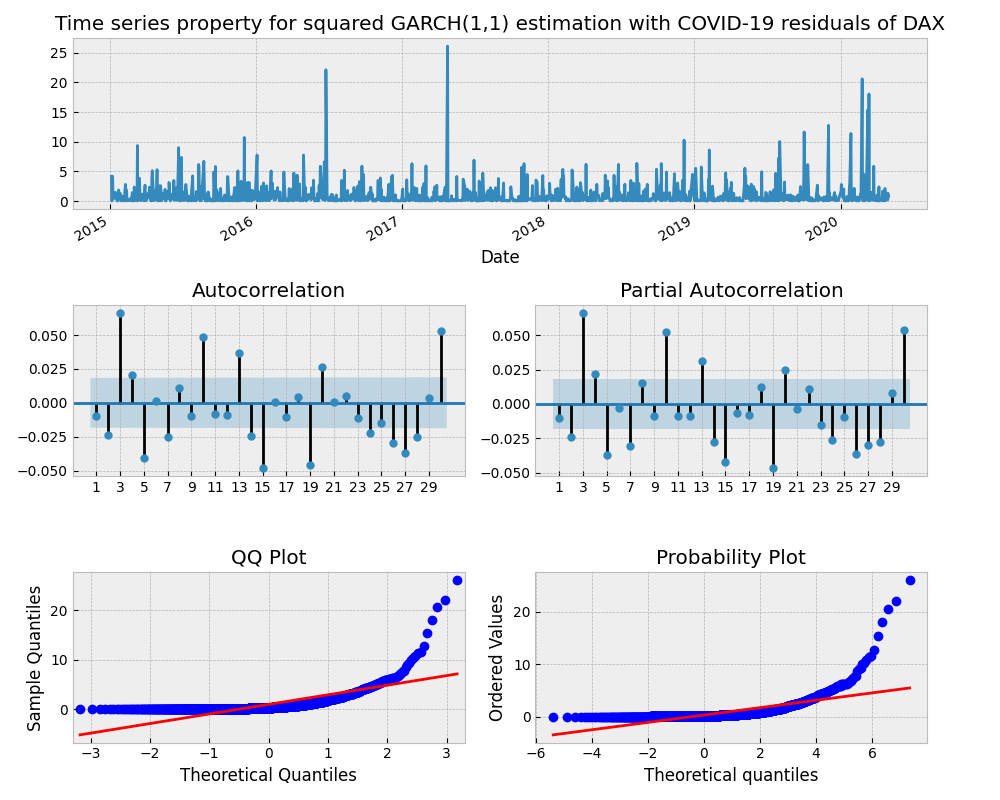 Time series property for squared GARCH(1,1) estimation with COVID-19 residuals of DAX
25
20
15
10
5
0
2015 2016 2017 2018 2019 2020
Date
Autocorrelation
0.050
0.025
0.000
−0.025
−0.050
1 3 5 7 9 11 13 15 17 19 21 23 25 27 29
Partial Autocorrelation
0.050
0.025
0.000
−0.025
−0.050
1 3 5 7 9 11 13 15 17 19 21 23 25 27 29
QQ Plot
Sample Quantiles
20
10
0
−3 −2 −1 0 1 2 3
Theoretical Quantiles
Probability Plot
Ordered Values
20
10
0
−6 −4 −2 0 2 4 6
Theoretical quantiles